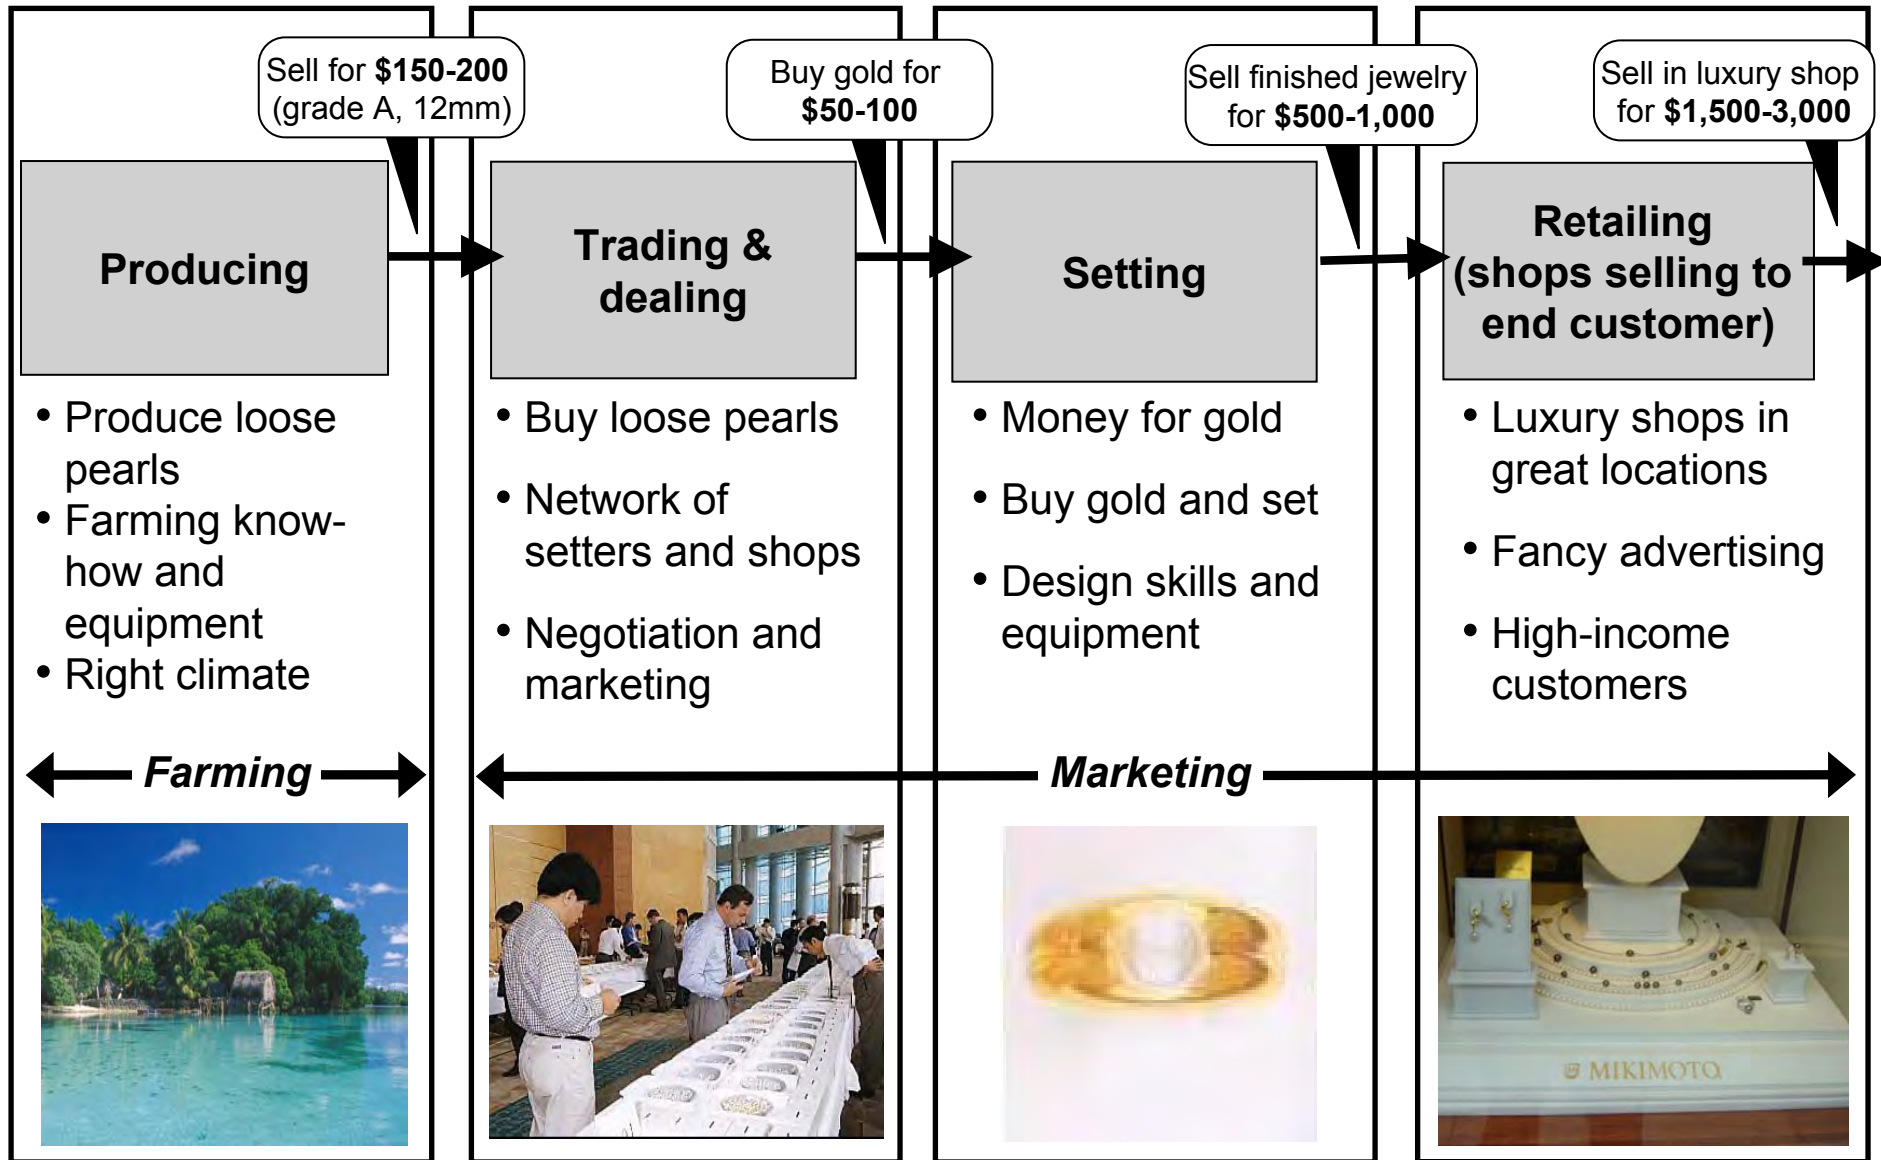 Sell for $150-200
(grade A, 12mm)
Producing
• Produce loose
pearls
• Farming know-
how and
equipment
• Right climate
Farming
Buy gold for
$50-100
Trading &
dealing
• Buy loose pearls
• Network of
setters and shops
• Negotiation and
marketing
Sell finished jewelry
for $500-1,000
Setting
• Money for gold
• Buy gold and set
• Design skills and
equipment
Marketing
Sell in luxury shop
for $1,500-3,000
Retailing
(shops selling to
end customer)
• Luxury shops in
great locations
• Fancy advertising
• High-income
customers
MIKIMOTO